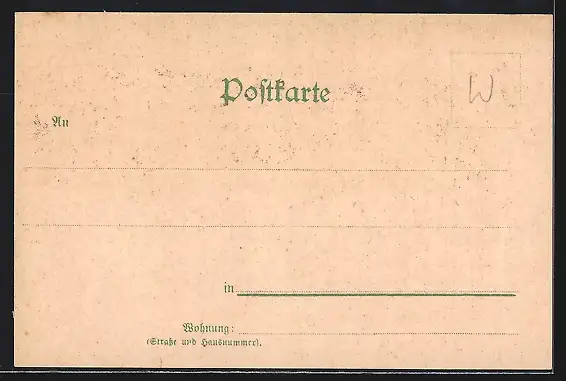 Postkarte
W
An
in
Wohnung:
(Straße und Hausnummer).